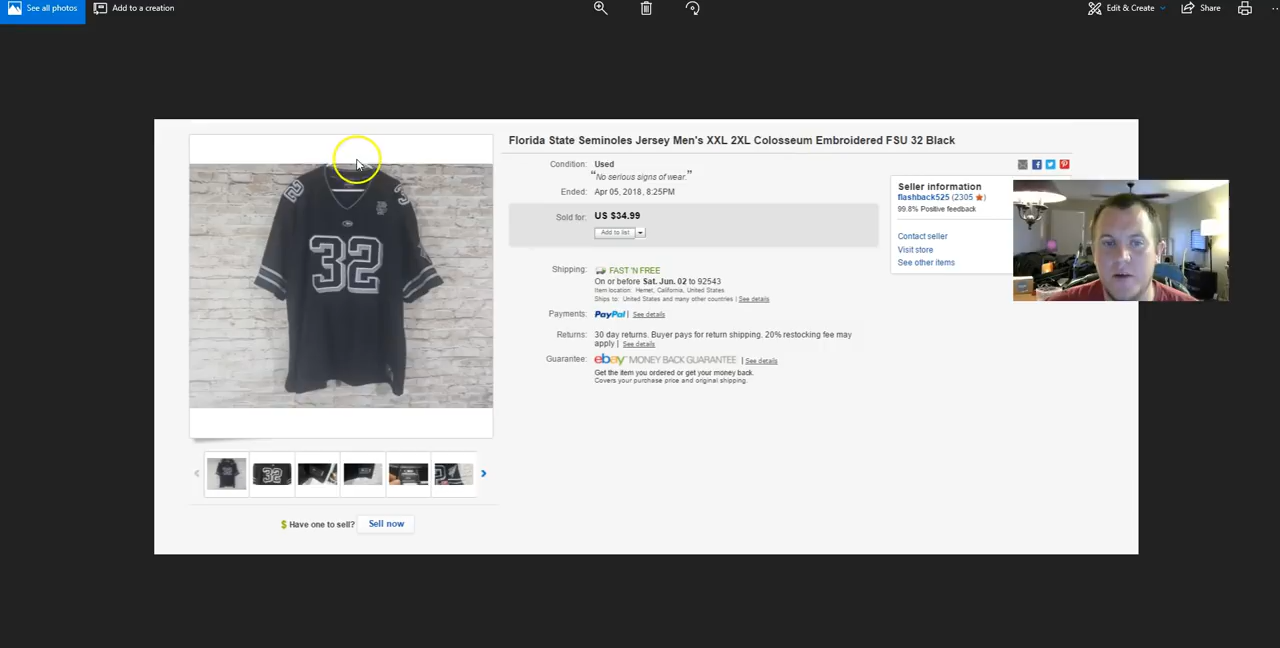 See all photos
Add to a creation
Edit & Create
Share
Florida State Seminoles Jersey Men's XXL 2XL Colosseum Embroidered FSU 32 Black
Condition: Used
"No serious signs of wear."
Ended: Apr 05, 2018, 8:25PM
Sold for: US $34.99
Add to list
Shipping: FAST 'N FREE
On or before Sat. Jun. 02 to 92543
Item location: Hemet, California, United States
Ships to: United States and many other countries | See details
Payments: PayPal | See details
Returns: 30 day returns. Buyer pays for return shipping. 20% restocking fee may
apply | See details
Guarantee: ebay MONEY BACK GUARANTEE | See details
Get the item you ordered or get your money back.
Covers your purchase price and original shipping.
Seller information
flashback525 (2305)
99.8% Positive feedback
Contact seller
Visit store
See other items
32
32
$ Have one to sell? Sell now